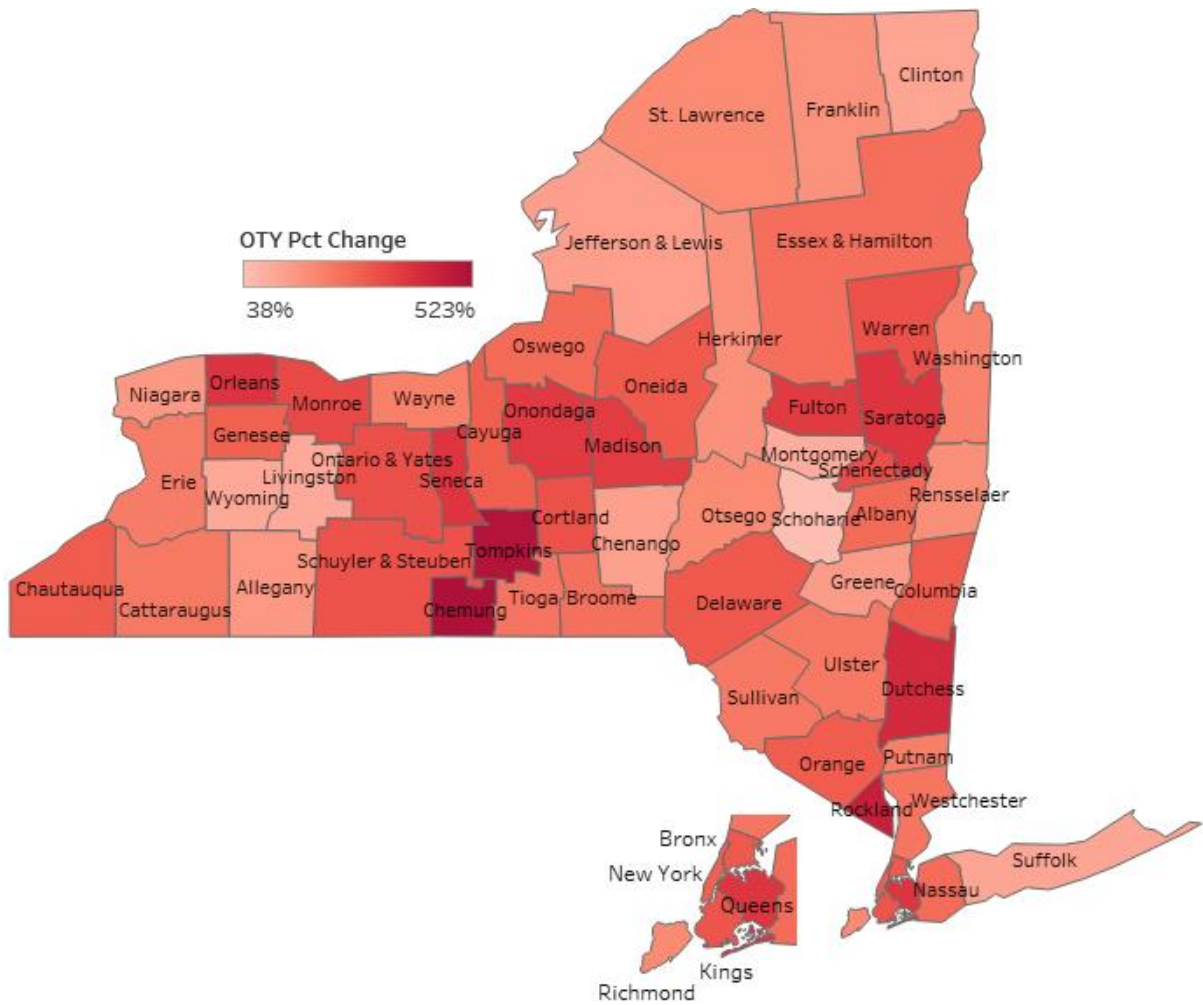 Clinton
St. Lawrence
Franklin
OTY Pct Change
38%
523%
Jefferson & Lewis
Essex & Hamilton
Oswego
Herkimer
Warren
Washington
Niagara
Orleans
Monroe
Wayne
Oneida
Fulton
Saratoga
Genesee
Cayuga
Onondaga
Madison
Montgomery
Schenectady
Erie
Wyoming
Livingston
Ontario & Yates
Seneca
Cortland
Chenango
Otsego
Schoharie
Albany
Rensselaer
Chautauqua
Cattaraugus
Allegany
Schuyler & Steuben
Tompkins
Chemung
Tioga
Broome
Delaware
Greene
Columbia
Ulster
Sullivan
Dutchess
Orange
Putnam
Rockland
Westchester
Bronx
New York
Queens
Kings
Richmond
Nassau
Suffolk